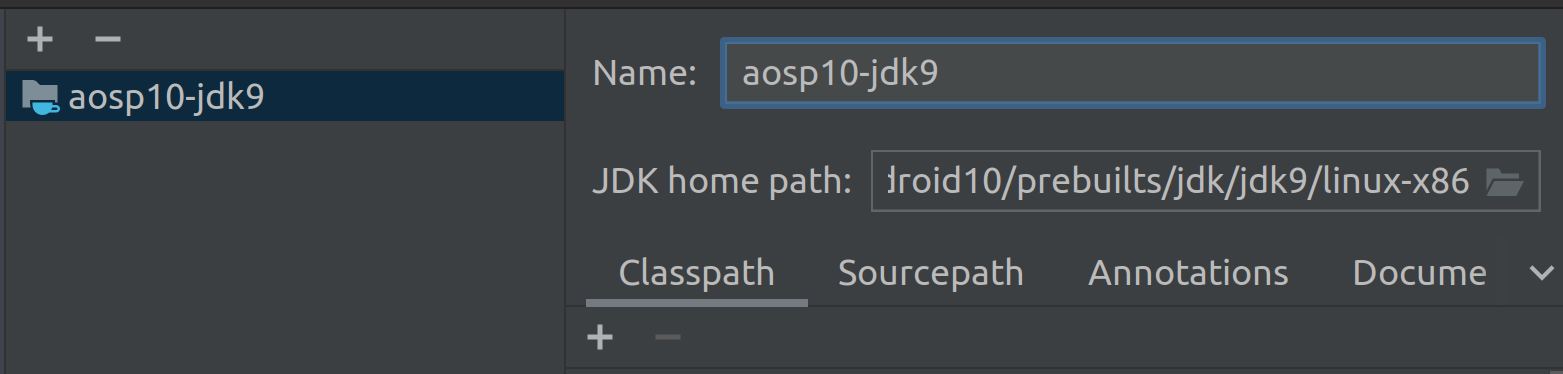 aosp10-jdk9
Name: aosp10-jdk9
JDK home path: droid10/prebuilts/jdk/jdk9/linux-x86
Classpath Sourcepath Annotations Docume